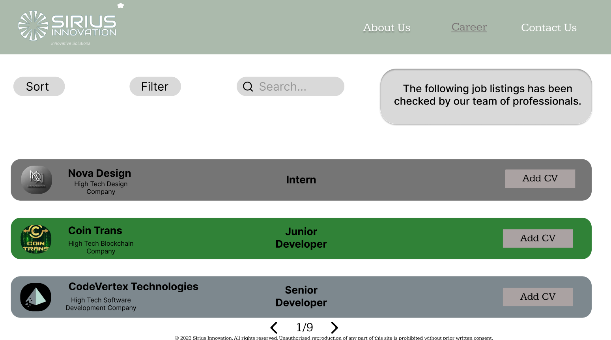 SIRIUS
INNOVATION
About Us
Career
Contact Us
Sort
Filter
Search...
The following job listings has been
checked by our team of professionals.
Nova Design
High Tech Design
Company
Intern
Add CV
COIN
TRANS
Coin Trans
High Tech Blockchain
Company
Junior
Developer
Add CV
CodeVertex Technologies
High Tech Software
Development Company
Senior
Developer
Add CV
1/9
© 2023 Sirius Innovation. All rights reserved. Unauthorized reproduction of any part of this site is prohibited without prior written consent.